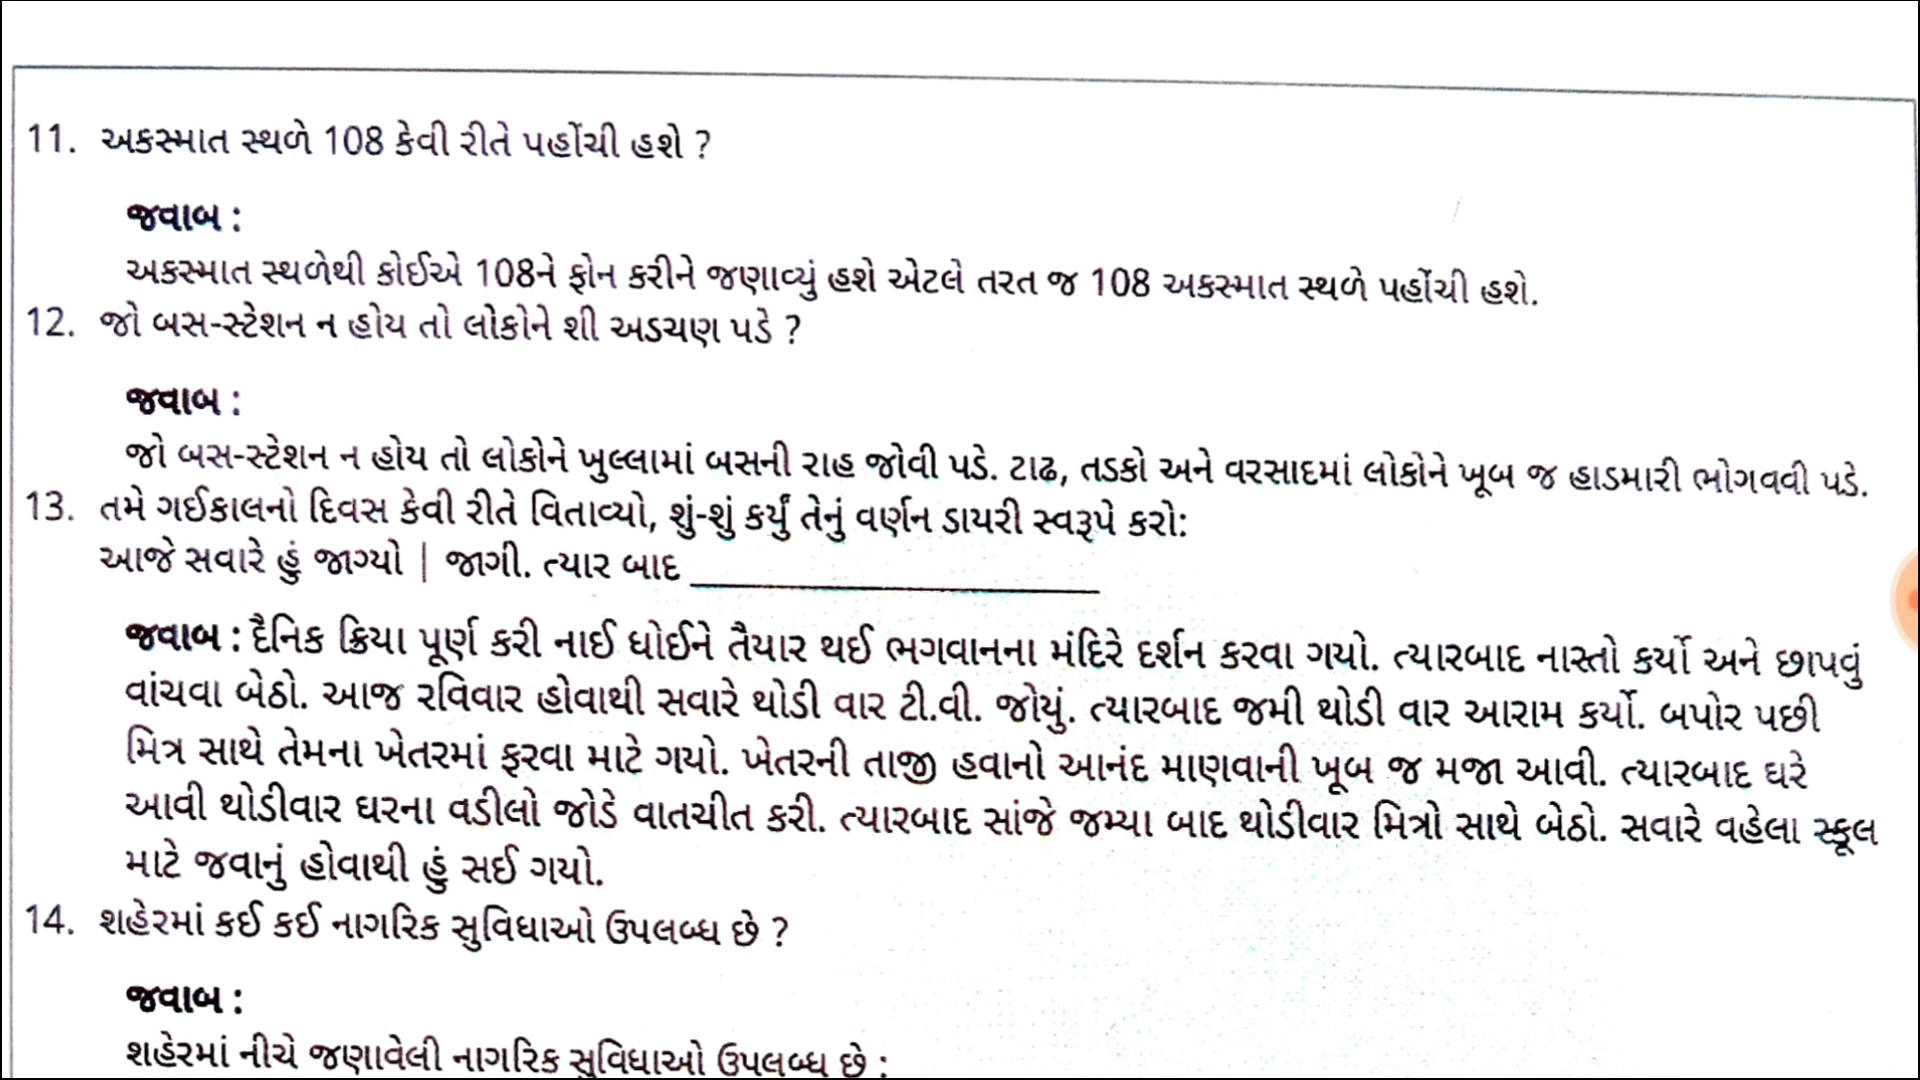 11. અકસ્માત સ્થળે 108 કેવી રીતે પહોંચી હશે ?
જવાબ :
અકસ્માત સ્થળેથી કોઈએ 108ને ફોન કરીને જણાવ્યું હશે એટલે તરત જ 108 અકસ્માત સ્થળે પહોંચી હશે.
12. જો બસ-સ્ટેશન ન હોય તો લોકોને શી અડચણ પડે ?
જવાબ :
જો બસ-સ્ટેશન ન હોય તો લોકોને ખુલ્લામાં બસની રાહ જોવી પડે. ટાઢ, તડકો અને વરસાદમાં લોકોને ખૂબ જ હાડમારી ભોગવવી પડે.
13. તમે ગઈકાલનો દિવસ કેવી રીતે વિતાવ્યો, શું-શું કર્યું તેનું વર્ણન ડાયરી સ્વરૂપે કરો:
આજે સવારે હું જાગ્યો | જાગી. ત્યાર બાદ ____________
જવાબ : દૈનિક ક્રિયા પૂર્ણ કરી નાઈ ધોઈને તૈયાર થઈ ભગવાનના મંદિરે દર્શન કરવા ગયો. ત્યારબાદ નાસ્તો કર્યો અને છાપવું
વાંચવા બેઠો. આજ રવિવાર હોવાથી સવારે થોડી વાર ટી.વી. જોયું. ત્યારબાદ જમી થોડી વાર આરામ કર્યો. બપોર પછી
મિત્ર સાથે તેમના ખેતરમાં ફરવા માટે ગયો. ખેતરની તાજી હવાનો આનંદ માણવાની ખૂબ જ મજા આવી. ત્યારબાદ ઘરે
આવી થોડીવાર ઘરના વડીલો જોડે વાતચીત કરી. ત્યારબાદ સાંજે જમ્યા બાદ થોડીવાર મિત્રો સાથે બેઠો. સવારે વહેલા સ્કૂલ
માટે જવાનું હોવાથી હું સઈ ગયો.
14. શહેરમાં કઈ કઈ નાગરિક સુવિધાઓ ઉપલબ્ધ છે ?
જવાબ :
શહેરમાં નીચે જણાવેલી નાગરિક સુવિધાઓ ઉપલબ્ધ છે :